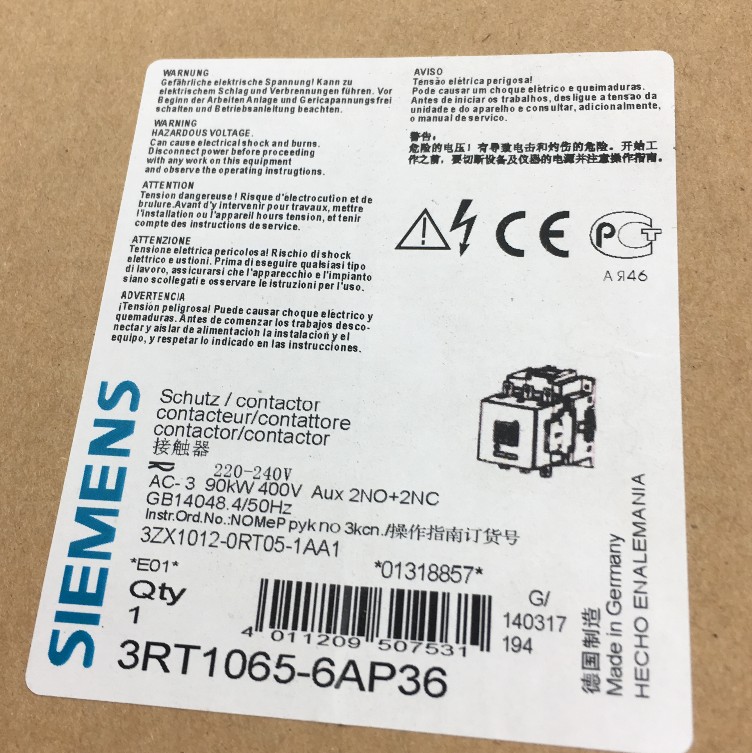 WARNUNG
Gefährliche elektrische Spannung! Kann zu
elektrischem Schlag und Verbrennungen führen. Vor
Beginn der Arbeiten Anlage und Gericapannungsfrei
schalten und Betriebsanleitung beachten.
WARNING
HAZARDOUS VOLTAGE.
Can cause electrical shock and burns.
Disconnect power before proceeding
with any work on this equipment
and observe the operating instrugtions.
ATTENTION
Tension dangereuse ! Risque d'électrocution et de
brulure.Avant d'y intervenir pour travaux, mettre
l'installation ou l'appareil hours tension, et tenir
compte des instructions de service.
ATTENZIONE
Tensione elettrica pericolosa! Rischio di shock
elettrico e ustioni. Prima di eseguire qualsiasi tipo
di lavoro, assicurarsi che l'apparecchio e l'impianto
siano scollegati e osservare le istruzioni per l'uso.
ADVERTENCIA
¡Tension peligrosa! Puede causar choque eléctrico y
quemaduras. Antes de comenzar los trabajos desco-
nectar y aislar de alimentación la instalación y el
equipo, y respetar lo indicado en las instrucciones.
AVISO
Tensão elétrica perigosa!
Pode causar um choque elétrico e queimaduras.
Antes de iniciar os trabalhos, desligue a tensao da
unidade e do aparelho e consultar, adicionalmente,
o manual de servico.
警告:
危险的电压!有导致电击和灼伤的危险。开始工
作之前,要切断设备及仪器的电源并注意操作指南。
CE
РСТ
АЯ46
SIEMENS
Schutz / contactor
contacteur/contattore
contactor/contactor
接触器
220-240V
AC- 3 90kW 400V Aux 2NO+2NC
GB14048.4/50Hz
Instr.Ord.No.:NOMeP pyk no 3kcn./操作指南订货号
3ZX1012-0RT05-1AA1
*E01* *01318857*
Qty
1
4 011209 507531
G/
140317
194
3RT1065-6AP36
德国制造
Made in Germany
HECHO ENALEMANIA